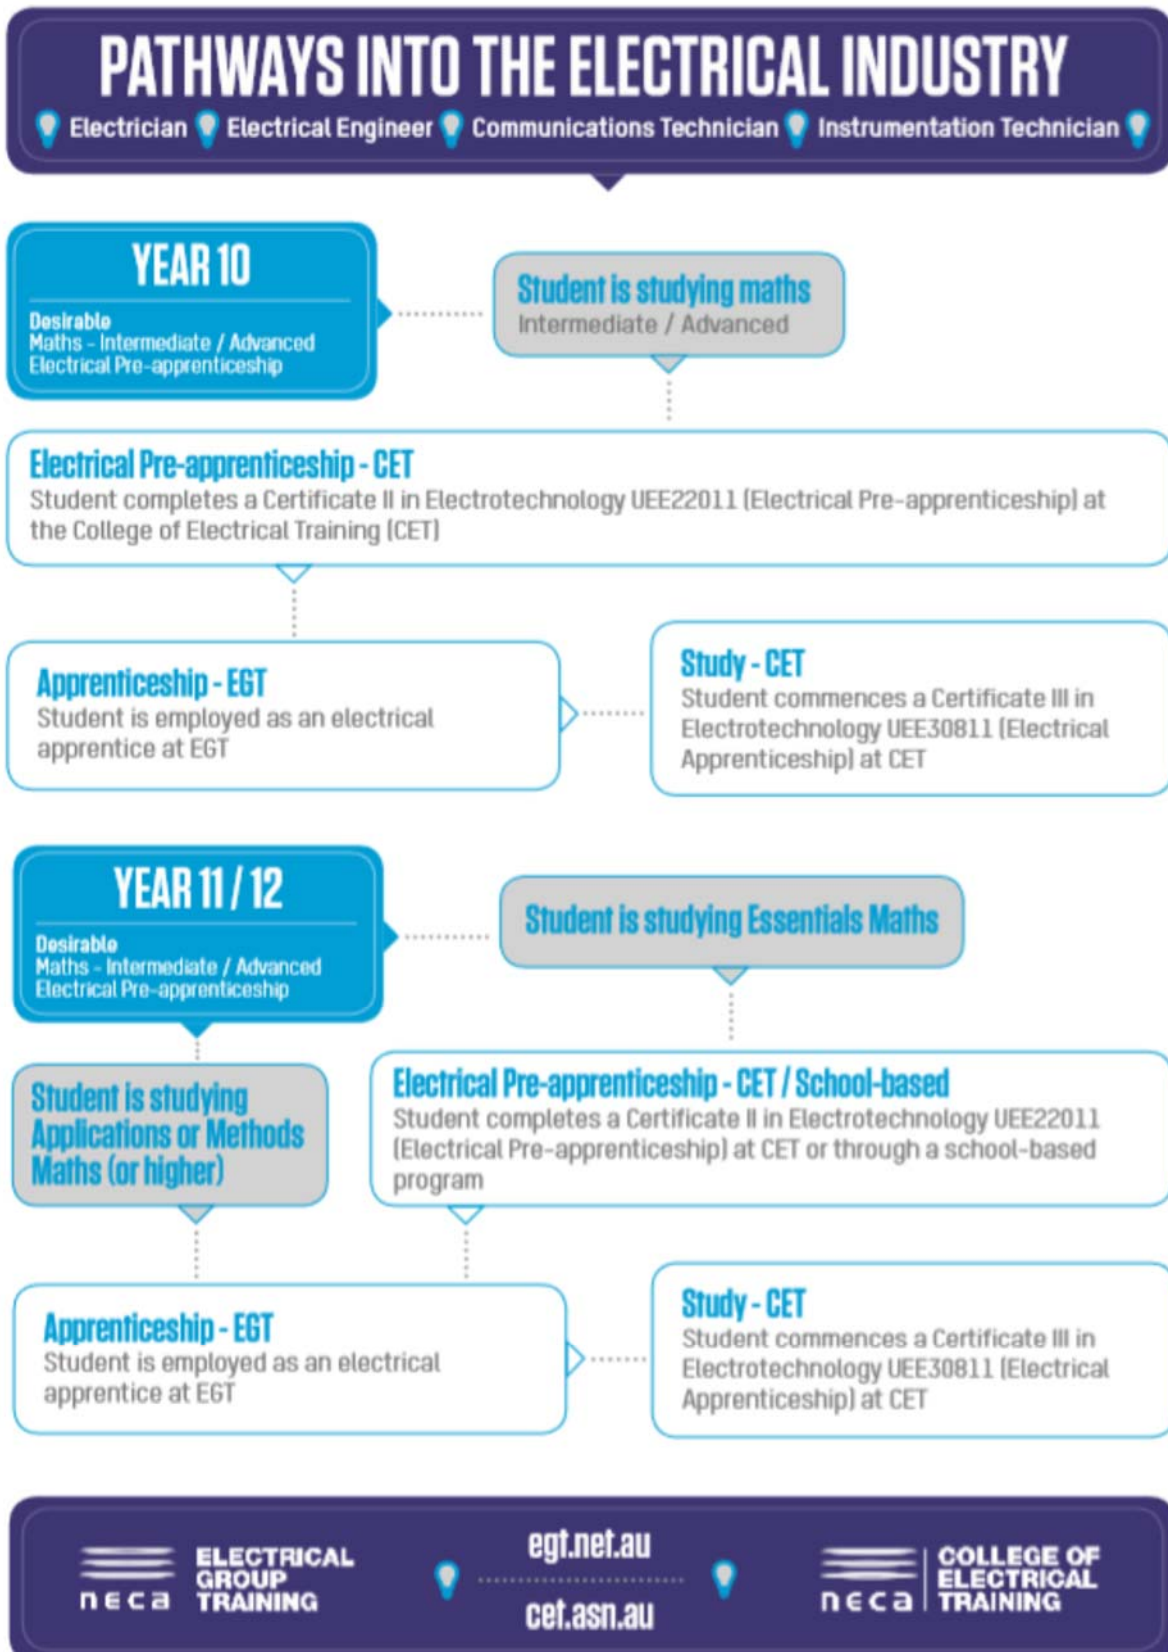 PATHWAYS INTO THE ELECTRICAL INDUSTRY
Electrician Electrical Engineer Communications Technician Instrumentation Technician
YEAR 10
Desirable
Maths - Intermediate / Advanced
Electrical Pre-apprenticeship
Student is studying maths
Intermediate / Advanced
Electrical Pre-apprenticeship - CET
Student completes a Certificate II in Electrotechnology UEE22011 (Electrical Pre-apprenticeship) at
the College of Electrical Training (CET)
Apprenticeship - EGT
Student is employed as an electrical
apprentice at EGT
Study - CET
Student commences a Certificate III in
Electrotechnology UEE30811 (Electrical
Apprenticeship) at CET
YEAR 11 / 12
Desirable
Maths - Intermediate / Advanced
Electrical Pre-apprenticeship
Student is studying Essentials Maths
Student is studying
Applications or Methods
Maths (or higher)
Electrical Pre-apprenticeship - CET / School-based
Student completes a Certificate II in Electrotechnology UEE22011
(Electrical Pre-apprenticeship) at CET or through a school-based
program
Apprenticeship - EGT
Student is employed as an electrical
apprentice at EGT
Study - CET
Student commences a Certificate III in
Electrotechnology UEE30811 (Electrical
Apprenticeship) at CET
neca
ELECTRICAL
GROUP
TRAINING
egt.net.au
cet.asn.au
neca
COLLEGE OF
ELECTRICAL
TRAINING